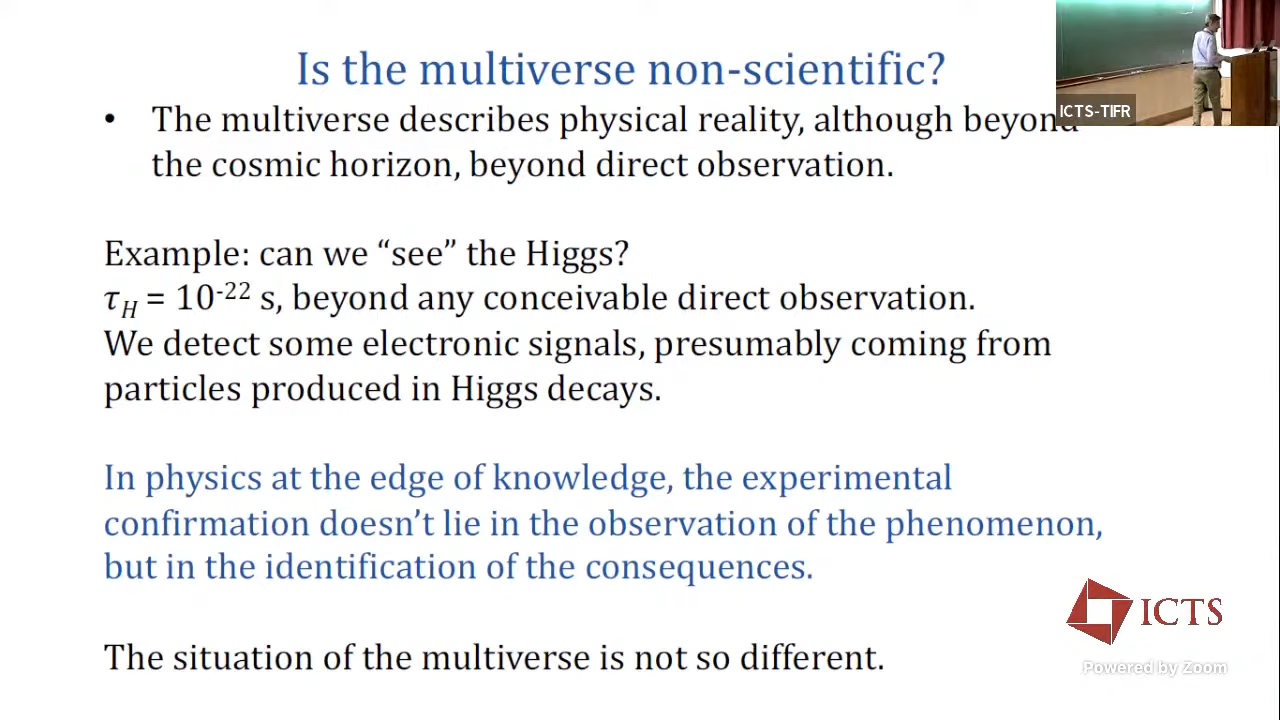 Is the multiverse non-scientific?
ICTS-TIFR
• The multiverse describes physical reality, although beyond
the cosmic horizon, beyond direct observation.
Example: can we “see” the Higgs?
τH = 10-22 s, beyond any conceivable direct observation.
We detect some electronic signals, presumably coming from
particles produced in Higgs decays.
In physics at the edge of knowledge, the experimental
confirmation doesn’t lie in the observation of the phenomenon,
but in the identification of the consequences.
ICTS
The situation of the multiverse is not so different.
Powered by Zoom